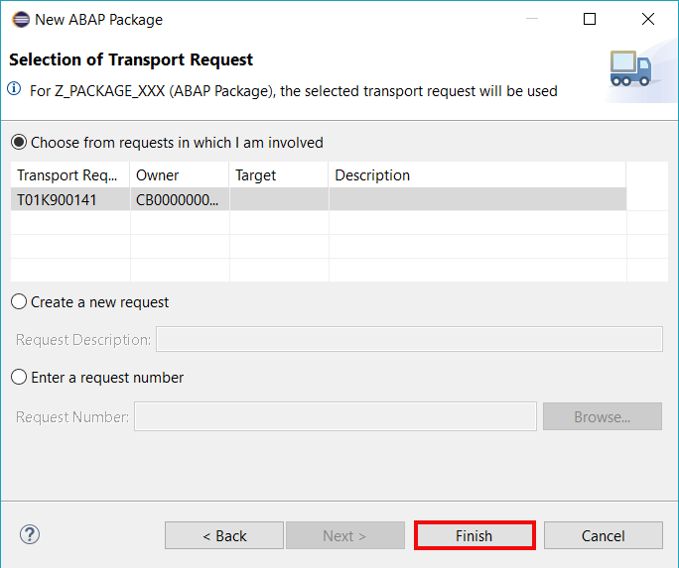 New ABAP Package
Selection of Transport Request
For Z_PACKAGE_XXX (ABAP Package), the selected transport request will be used
Choose from requests in which I am involved
Transport Req... Owner Target Description
T01K900141 CB0000000...
Create a new request
Request Description:
Enter a request number
Request Number: Browse...
? < Back Next > Finish Cancel